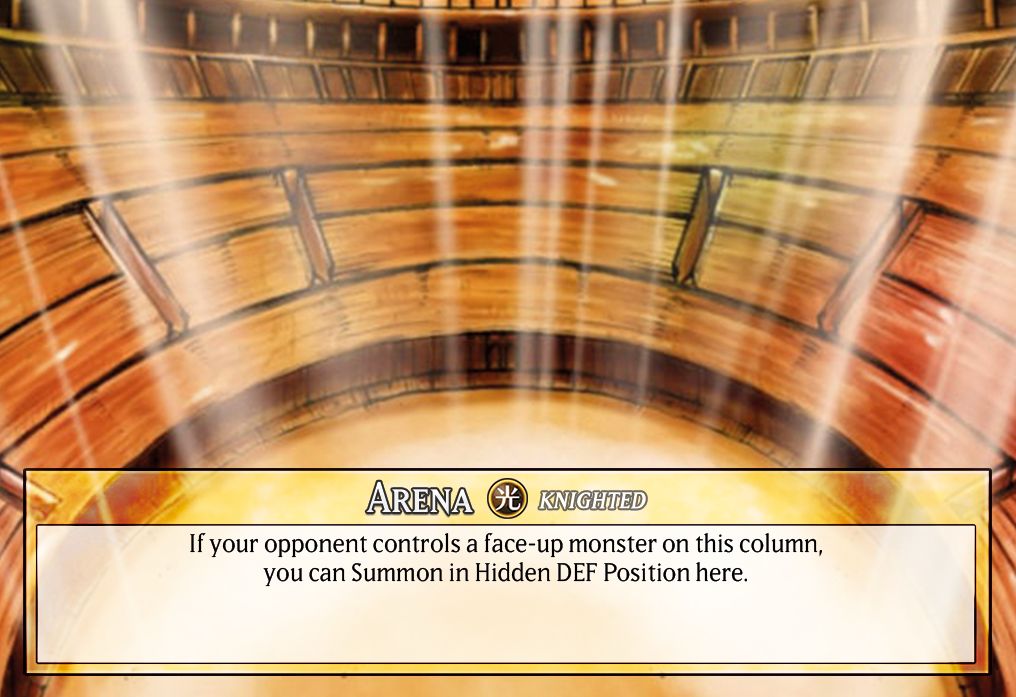 ARENA 光 KNIGHTED
If your opponent controls a face-up monster on this column,
you can Summon in Hidden DEF Position here.